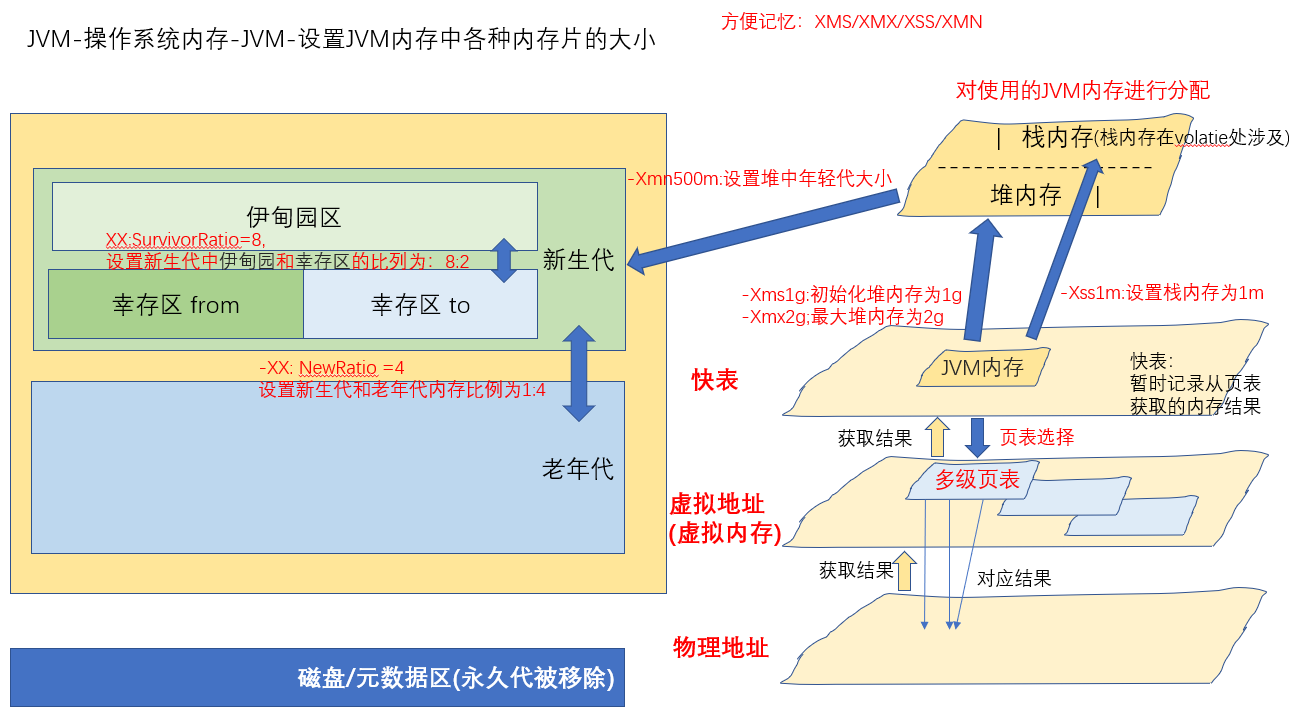 方便记忆：XMS/XMX/XSS/XMN
JVM-操作系统内存-JVM-设置JVM内存中各种内存片的大小
对使用的JVM内存进行分配
| 栈内存(栈内存在volatie处涉及)
堆内存 |
-Xmn500m:设置堆中年轻代大小
伊甸园区
XX:SurvivorRatio=8,
设置新生代中伊甸园和幸存区的比列为：8:2
新生代
幸存区 from
幸存区 to
-Xms1g:初始化堆内存为1g
-Xmx2g;最大堆内存为2g
-Xss1m:设置栈内存为1m
-XX: NewRatio =4
设置新生代和老年代内存比例为1:4
老年代
快表
JVM内存
快表：
暂时记录从页表
获取的内存结果
获取结果
页表选择
虚拟地址
(虚拟内存)
多级页表
获取结果
对应结果
物理地址
磁盘/元数据区(永久代被移除)